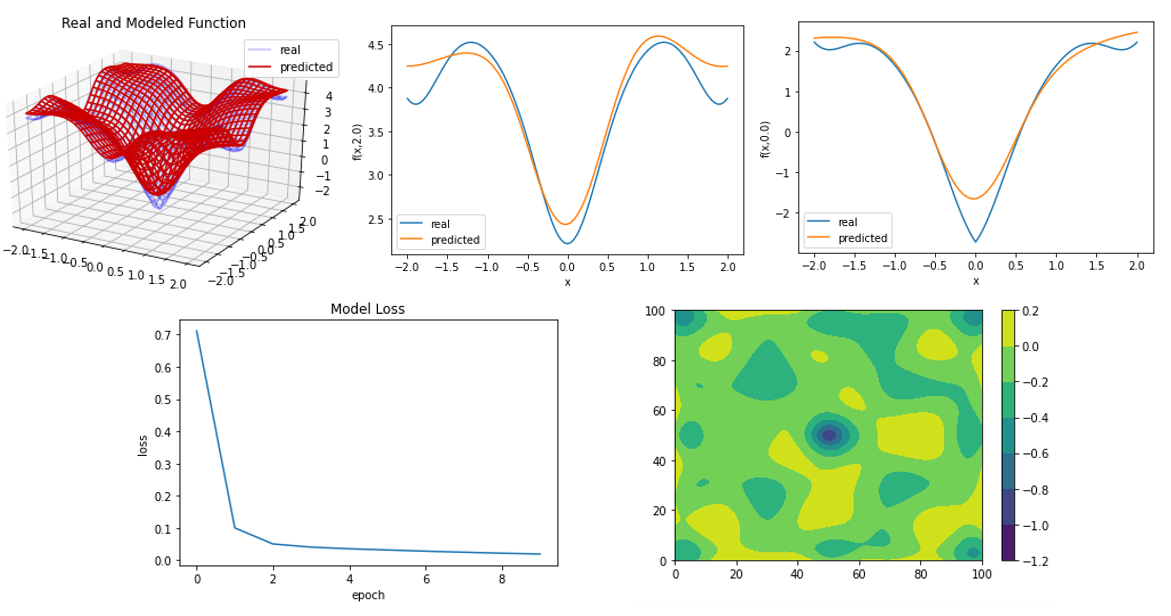 Real and Modeled Function
real
predicted
4
3
2
1
0
−1
−2
−2.0 −1.5 −1.0 −0.5 0.0 0.5 1.0 1.5 2.0
−2.0 −1.5 −1.0 −0.5 0.0 0.5 1.0 1.5 2.0
4.5
4.0
3.5
3.0
2.5
f(x,2.0)
real
predicted
−2.0 −1.5 −1.0 −0.5 0.0 0.5 1.0 1.5 2.0
x
2
1
0
−1
−2
f(x,0.0)
real
predicted
−2.0 −1.5 −1.0 −0.5 0.0 0.5 1.0 1.5 2.0
x
Model Loss
0.7
0.6
0.5
0.4
0.3
0.2
0.1
0.0
loss
0 2 4 6 8
epoch
100
80
60
40
20
0
0 20 40 60 80 100
0.2
0.0
−0.2
−0.4
−0.6
−0.8
−1.0
−1.2